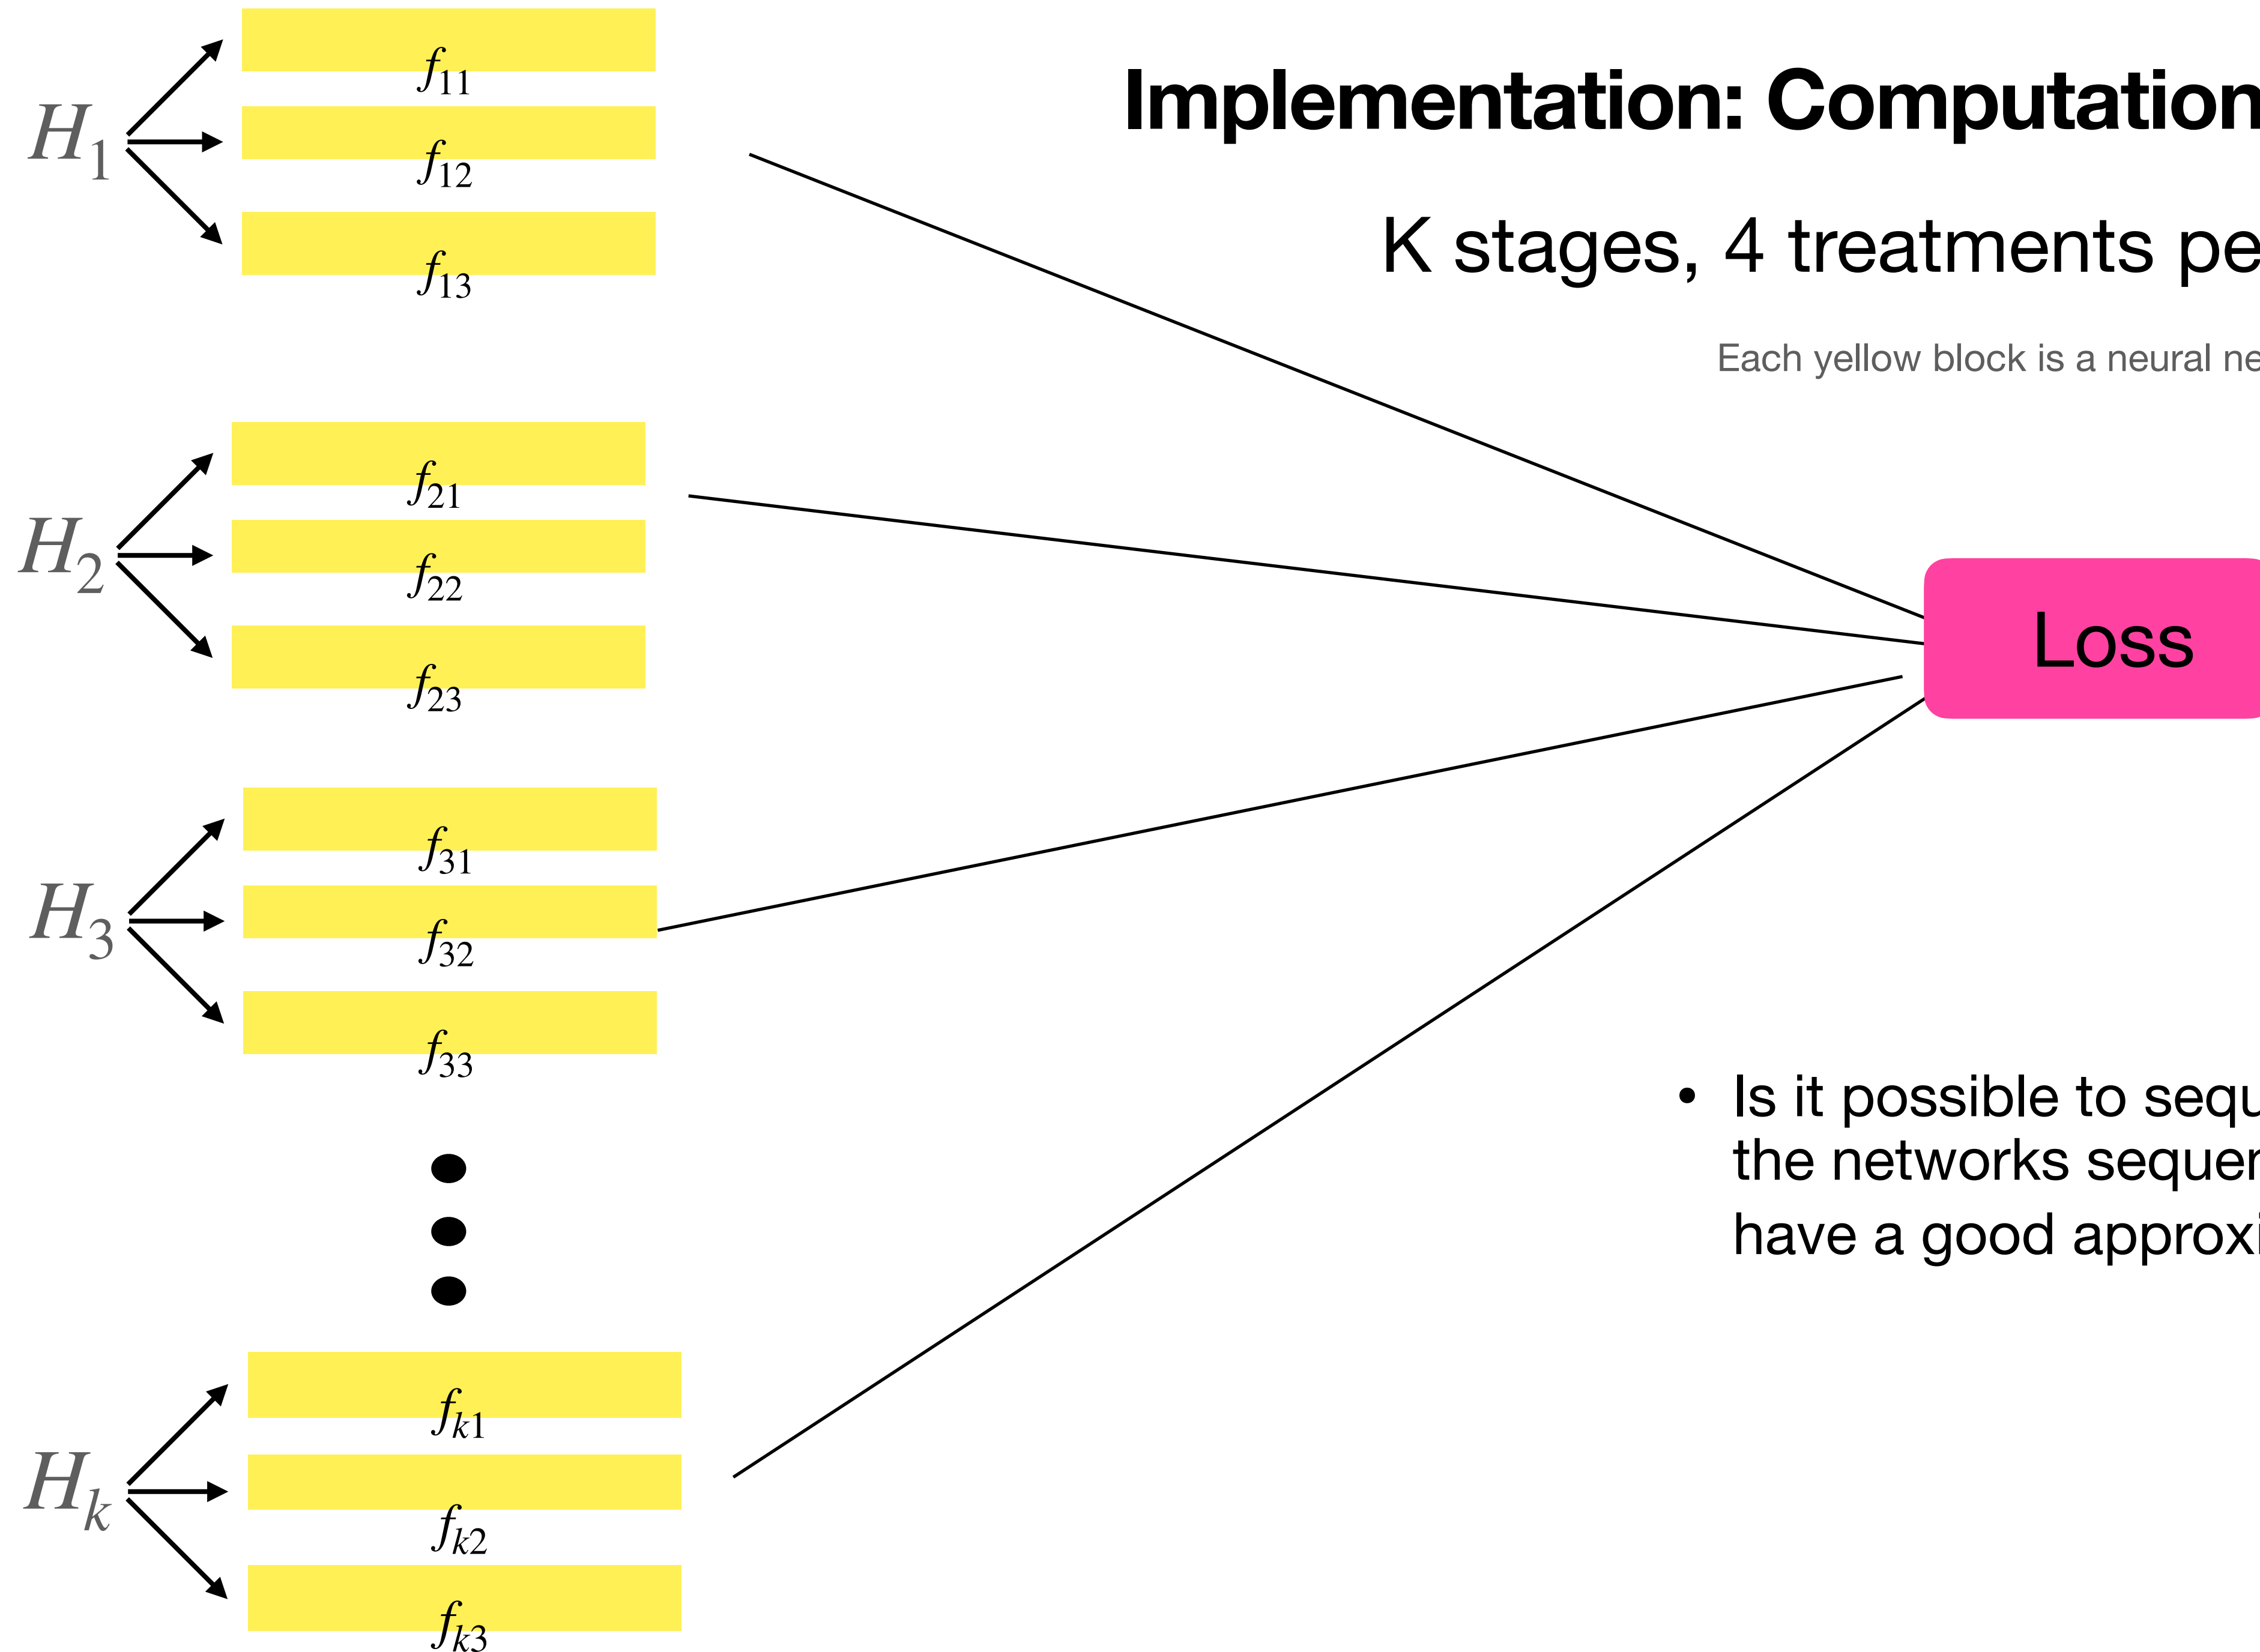 Implementation: Computation
K stages, 4 treatments pe
Each yellow block is a neural ne
H1
f11
f12
f13
H2
f21
f22
f23
H3
f31
f32
f33
Hk
fk1
fk2
fk3
Loss
• Is it possible to sequ
the networks sequer
have a good approxi